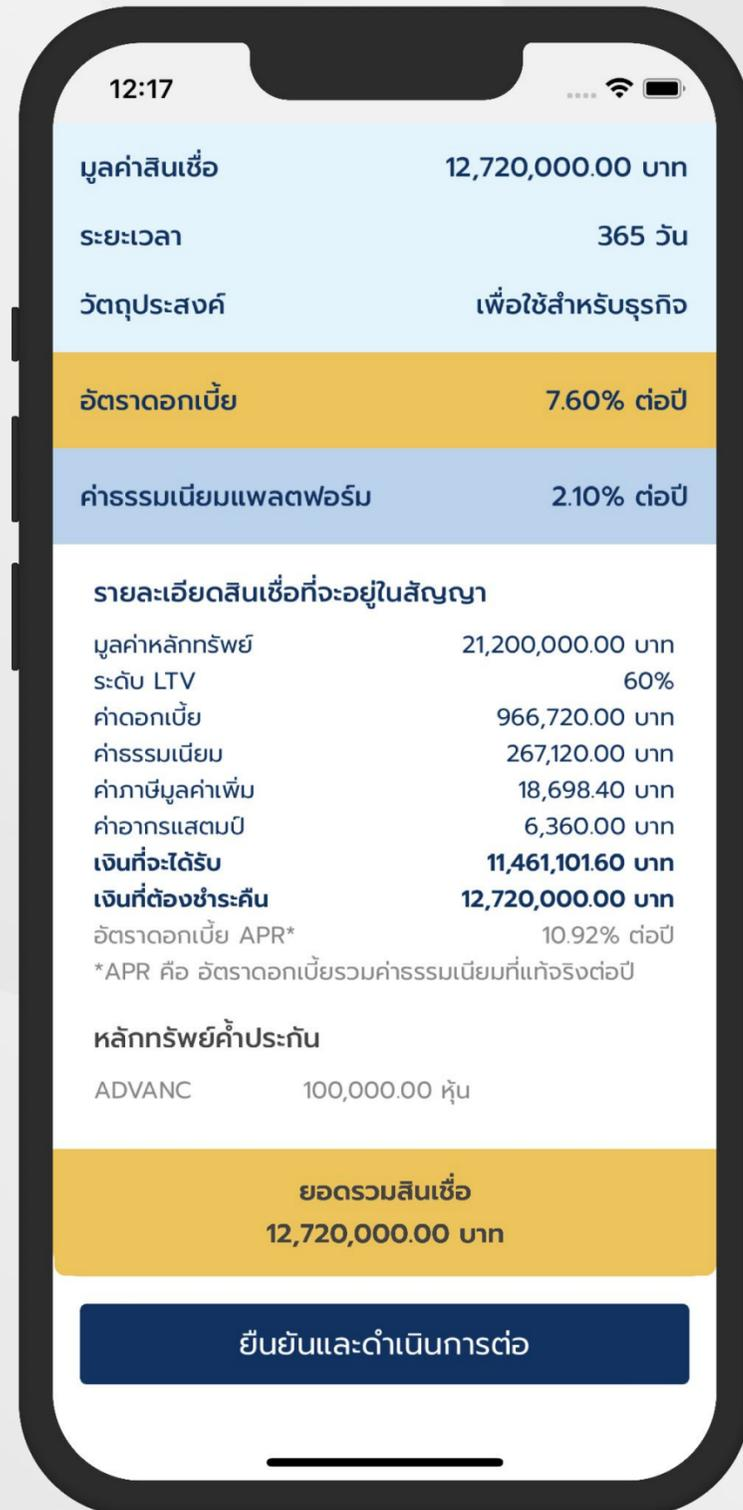 12:17
มูลค่าสินเชื่อ 12,720,000.00 บาท
ระยะเวลา 365 วัน
วัตถุประสงค์ เพื่อใช้สำหรับธุรกิจ
อัตราดอกเบี้ย 7.60% ต่อปี
ค่าธรรมเนียมแพลตฟอร์ม 2.10% ต่อปี
รายละเอียดสินเชื่อที่จะอยู่ในสัญญา
มูลค่าหลักทรัพย์ 21,200,000.00 บาท
ระดับ LTV 60%
ค่าดอกเบี้ย 966,720.00 บาท
ค่าธรรมเนียม 267,120.00 บาท
ค่าภาษีมูลค่าเพิ่ม 18,698.40 บาท
ค่าอากรแสตมป์ 6,360.00 บาท
เงินที่จะได้รับ 11,461,101.60 บาท
เงินที่ต้องชำระคืน 12,720,000.00 บาท
อัตราดอกเบี้ย APR* 10.92% ต่อปี
*APR คือ อัตราดอกเบี้ยรวมค่าธรรมเนียมที่แท้จริงต่อปี
หลักทรัพย์ค้ำประกัน
ADVANC 100,000.00 หุ้น
ยอดรวมสินเชื่อ
12,720,000.00 บาท
ยืนยันและดำเนินการต่อ